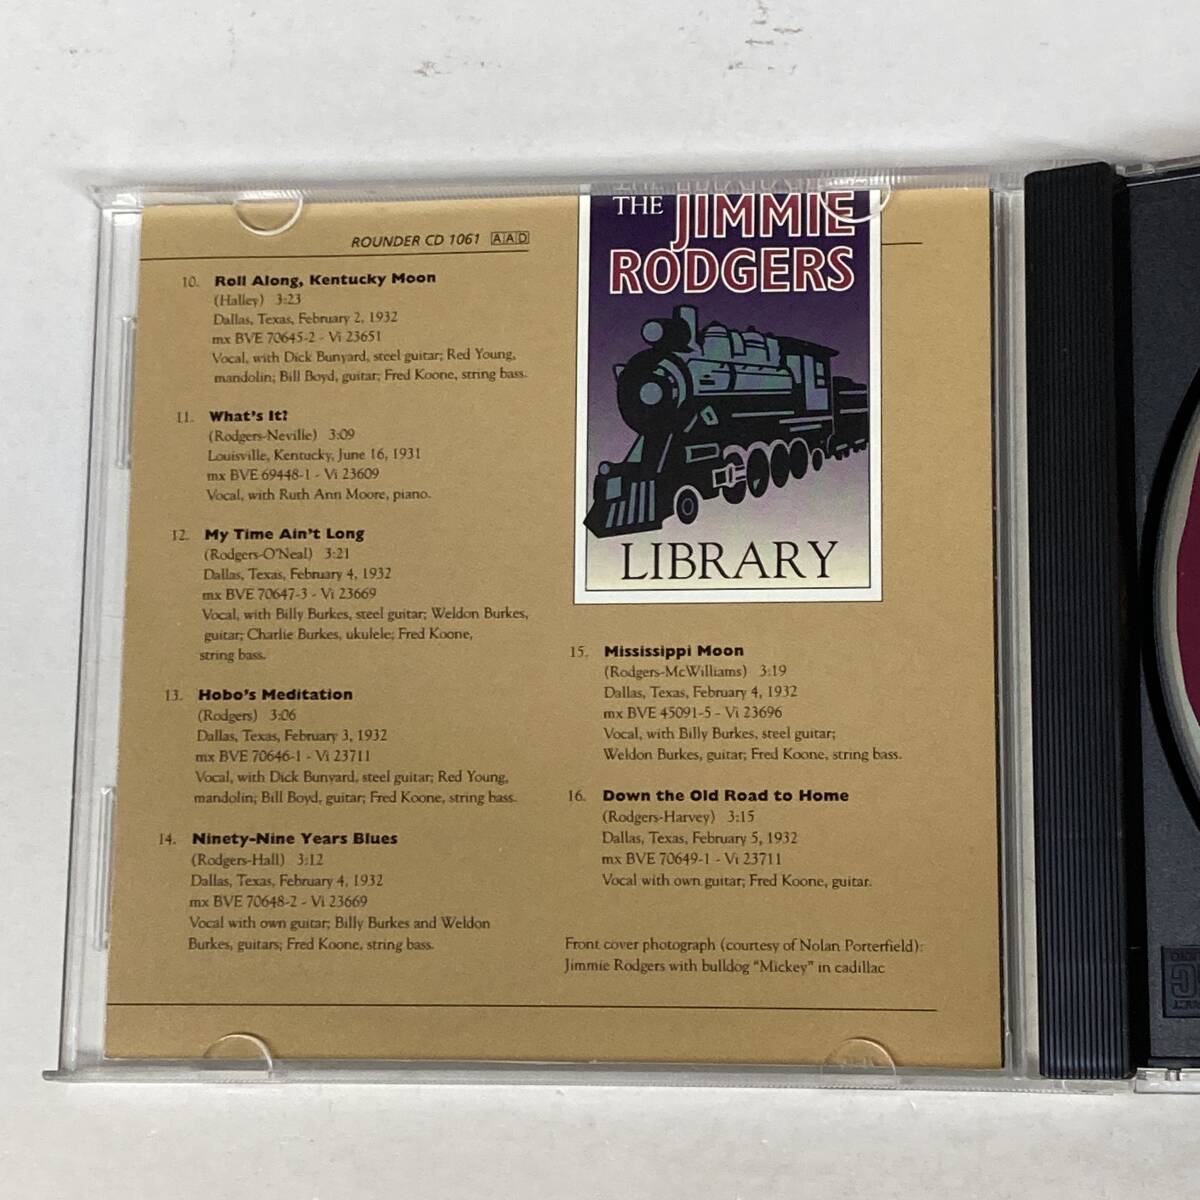 ROUNDER CD 1061 AAD
10. Roll Along, Kentucky Moon
(Halley) 3:23
Dallas, Texas, February 2, 1932
mx BVE 70645-2 - Vi 23651
Vocal, with Dick Bunyard, steel guitar; Red Young,
mandolin; Bill Boyd, guitar; Fred Koone, string bass.
11. What's It?
(Rodgers-Neville) 3:09
Louisville, Kentucky, June 16, 1931
mx BVE 69448-1 - Vi 23609
Vocal, with Ruth Ann Moore, piano.
12. My Time Ain't Long
(Rodgers-O'Neal) 3:21
Dallas, Texas, February 4, 1932
mx BVE 70647-3 - Vi 23669
Vocal, with Billy Burkes, steel guitar; Weldon Burkes,
guitar; Charlie Burkes, ukulele; Fred Koone,
string bass.
13. Hobo's Meditation
(Rodgers) 3:06
Dallas, Texas, February 3, 1932
mx BVE 70646-1 - Vi 23711
Vocal, with Dick Bunyard, steel guitar; Red Young,
mandolin; Bill Boyd, guitar; Fred Koone, string bass.
14. Ninety-Nine Years Blues
(Rodgers-Hall) 3:12
Dallas, Texas, February 4, 1932
mx BVE 70648-2 - Vi 23669
Vocal with own guitar; Billy Burkes and Weldon
Burkes, guitars; Fred Koone, string bass.
THE JIMMIE
RODGERS
LIBRARY
15. Mississippi Moon
(Rodgers-McWilliams) 3:19
Dallas, Texas, February 4, 1932
mx BVE 45091-5 - Vi 23696
Vocal, with Billy Burkes, steel guitar;
Weldon Burkes, guitar; Fred Koone, string bass.
16. Down the Old Road to Home
(Rodgers-Harvey) 3:15
Dallas, Texas, February 5, 1932
mx BVE 70649-1 - Vi 23711
Vocal with own guitar; Fred Koone, guitar.
Front cover photograph (courtesy of Nolan Porterfield):
Jimmie Rodgers with bulldog "Mickey" in cadillac